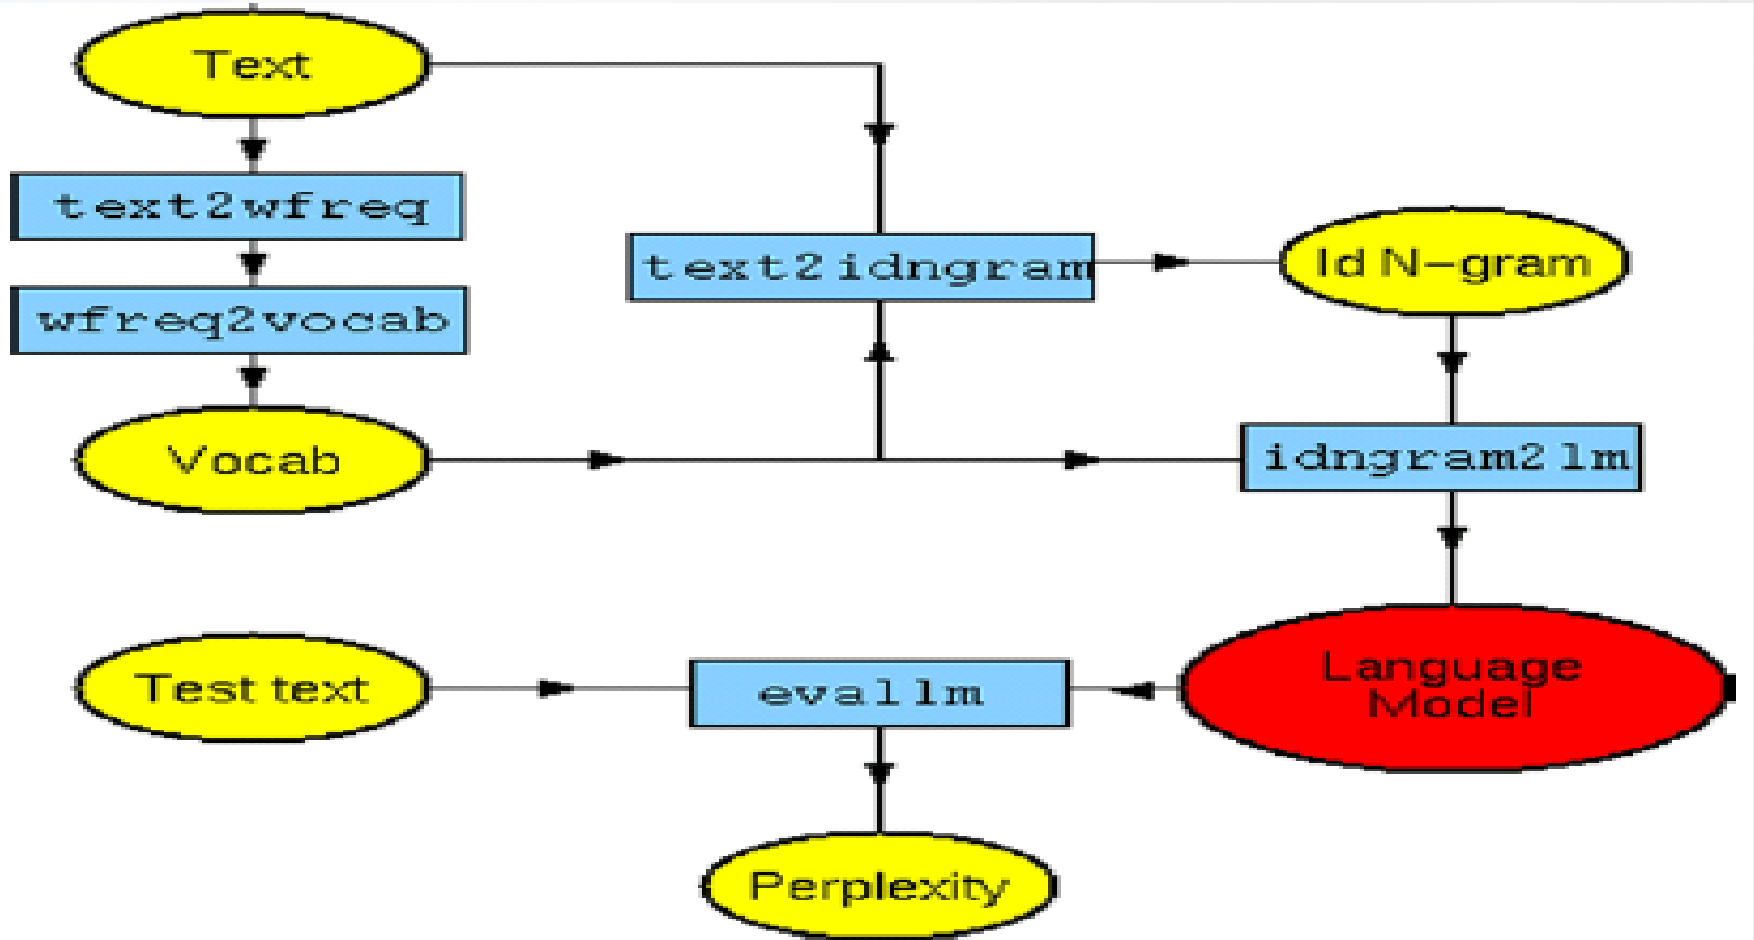 Text
text2wfreq
text2idngram
Id N-gram
wfreq2vocab
Vocab
idngram2lm
Test text
evallm
Language
Model
Perplexity